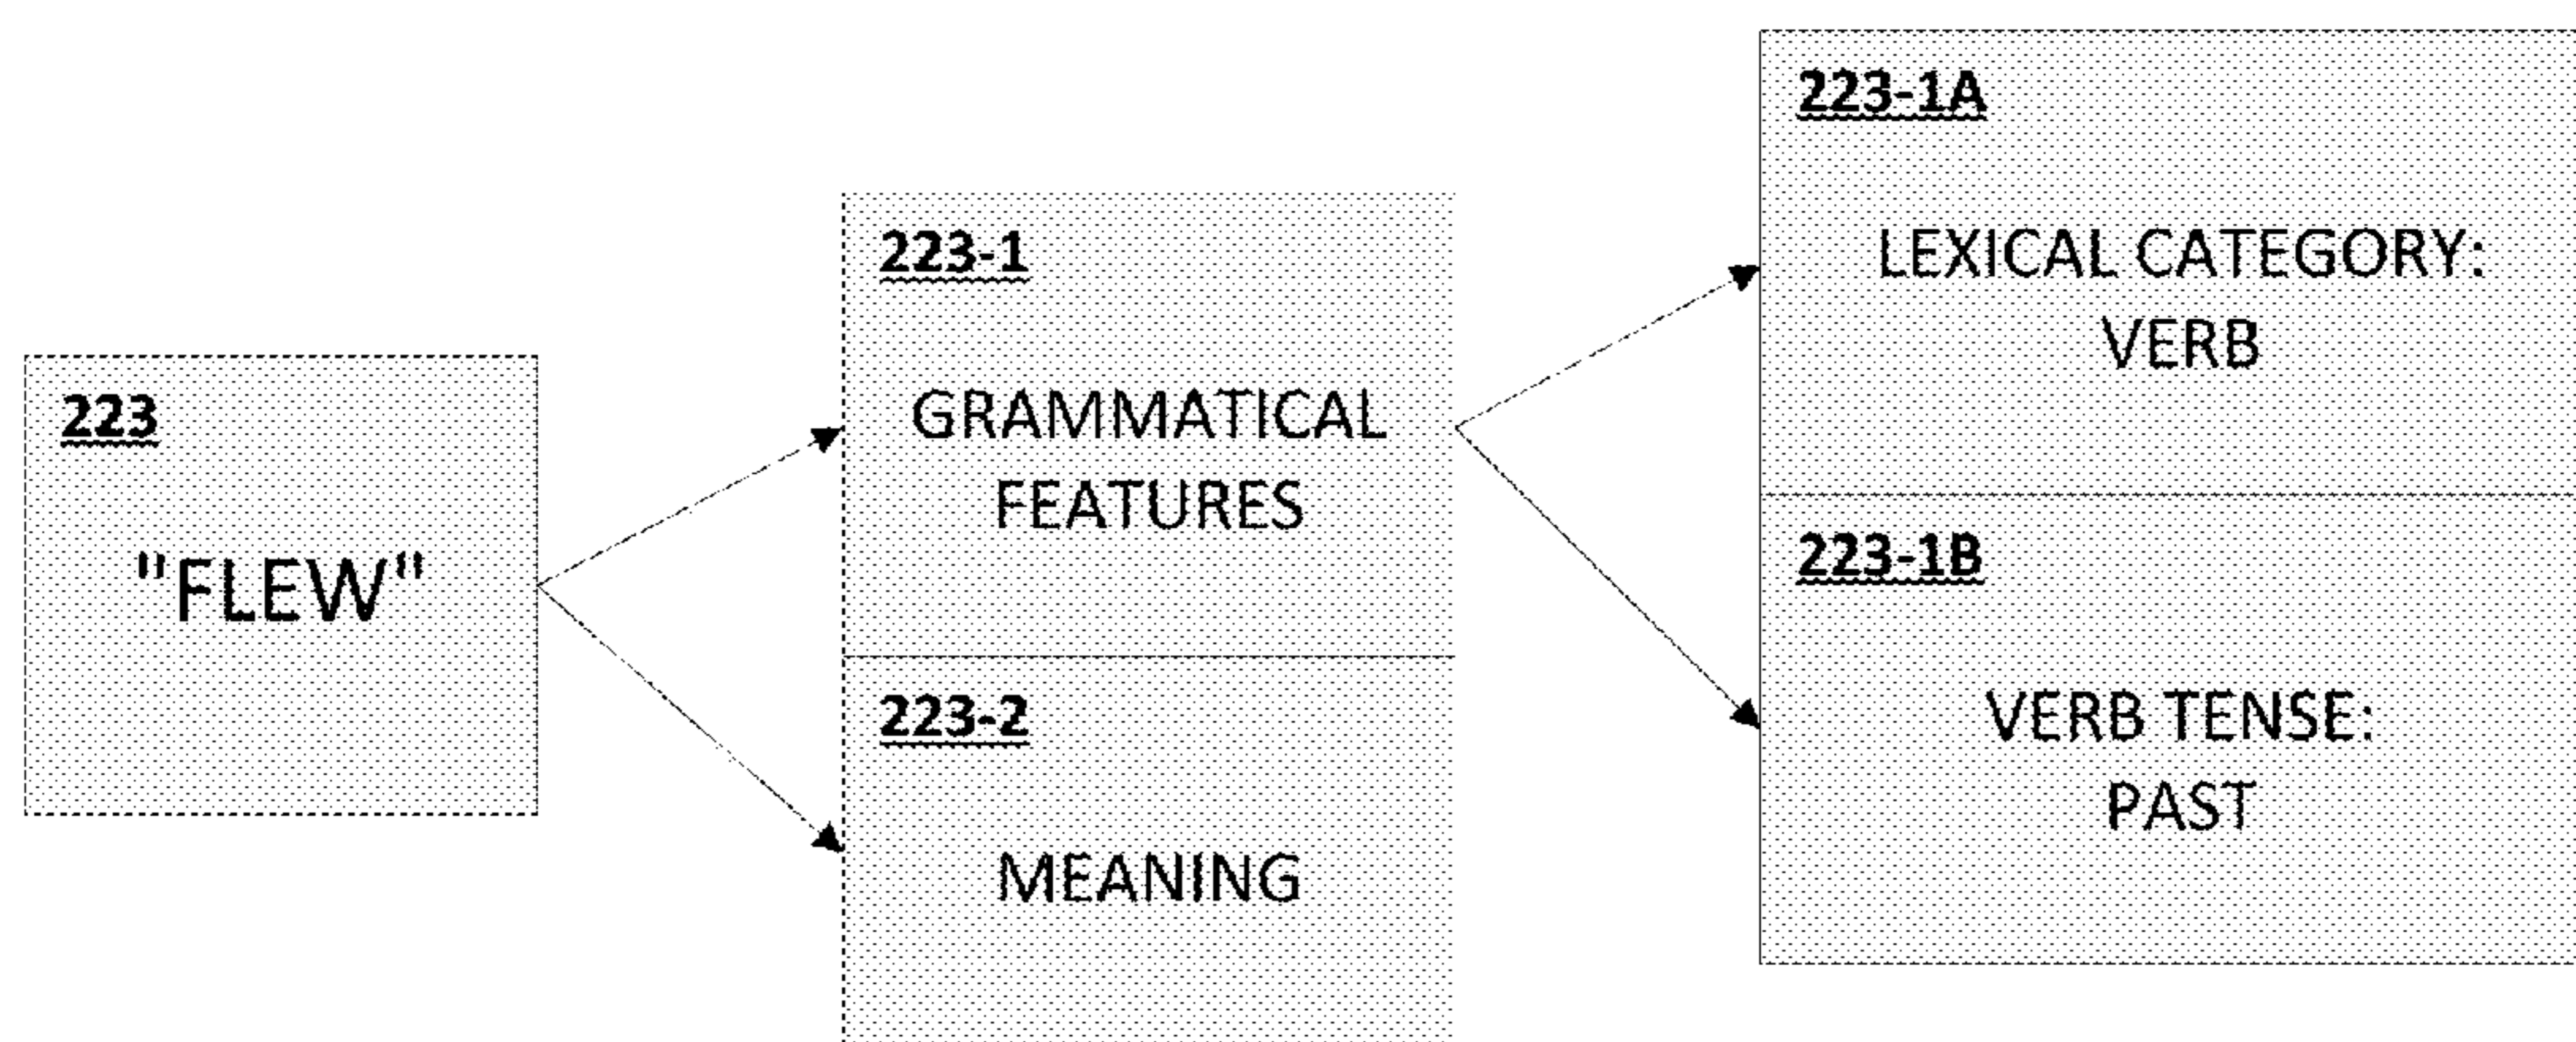 223
"FLEW"
223-1
GRAMMATICAL
FEATURES
223-2
MEANING
223-1A
LEXICAL CATEGORY:
VERB
223-1B
VERB TENSE:
PAST